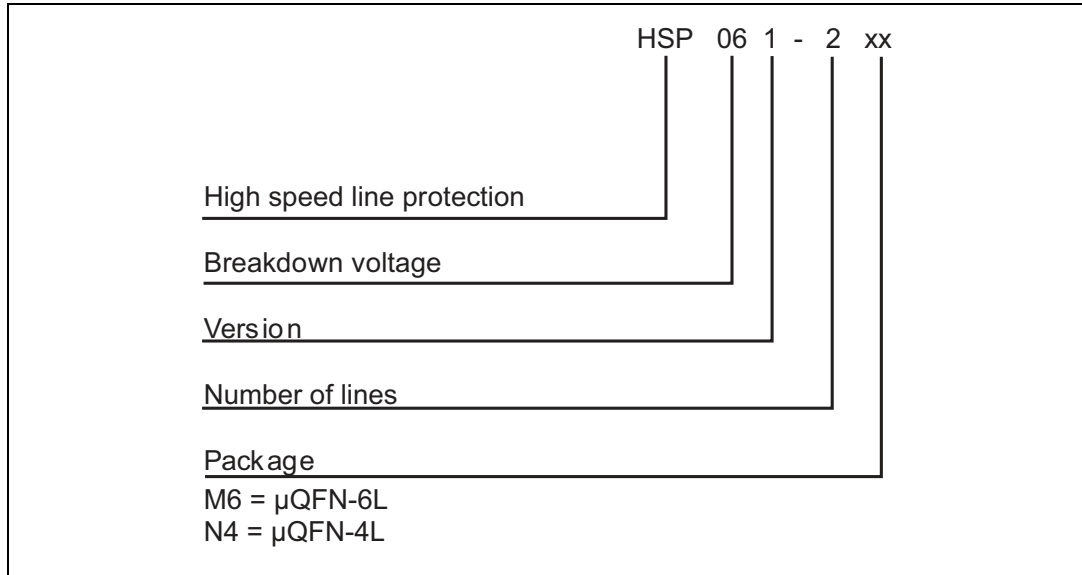 HSP 06 1 - 2 xx
High speed line protection
Breakdown voltage
Version
Number of lines
Package
M6 = µQFN-6L
N4 = µQFN-4L